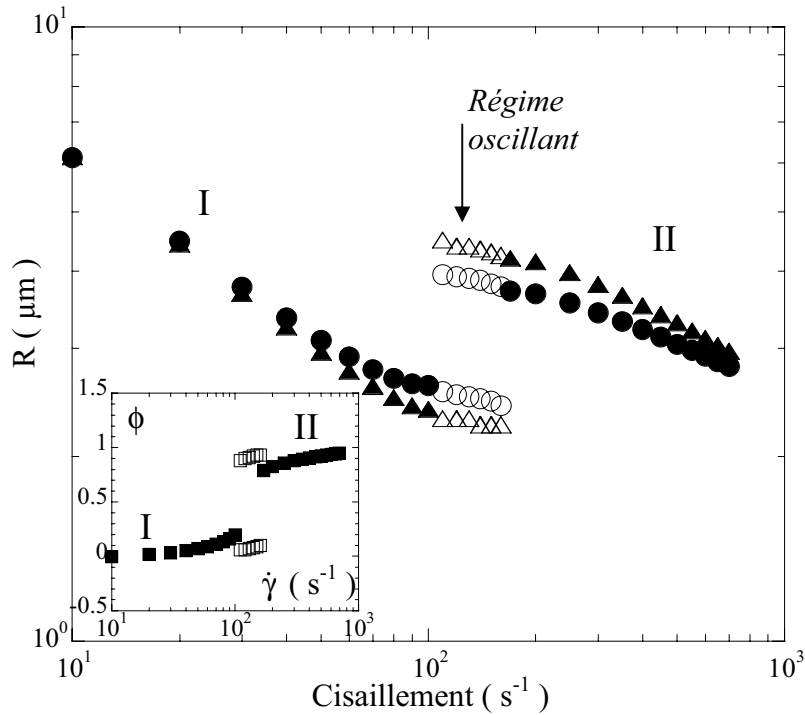 10¹
Régime
oscillant
I
II
R ( µm )
1.5
ϕ
II
1
0.5
I
0
γ̇ ( s⁻¹ )
-0.5
10¹
10²
10³
10⁰
10¹
10²
10³
Cisaillement ( s⁻¹ )